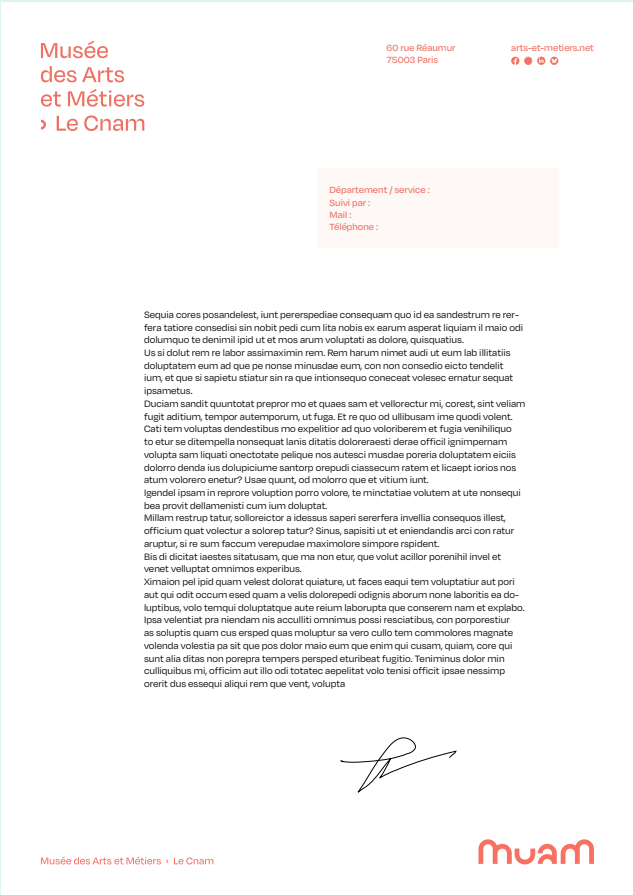 Musée
des Arts
et Métiers
› Le Cnam
60 rue Réaumur
75003 Paris
arts-et-metiers.net
Département / service :
Suivi par :
Mail :
Téléphone :
Sequia cores posandelest, iunt pererspediae consequam quo id ea sandestrum re rer-
fera tatiore consedisi sin nobit pedi cum lita nobis ex earum asperat liquiam il maio odi
dolumquo te denimil ipid ut et mos arum voluptati as dolore, quisquatius.
Us si dolut rem re labor assimaximin rem. Rem harum nimet audi ut eum lab illitatiis
doluptatem eum ad que pe nonse minusdae eum, con non consedio eicto tendelit
ium, et que si sapietu stiatur sin ra que intionsequo coneceat volesec ernatur sequat
ipsametus.
Duciam sandit quuntotat prepror mo et quaes sam et vellorectur mi, corest, sint veliam
fugit aditium, tempor autemporum, ut fuga. Et re quo od ullibusam ime quodi volent.
Cati tem voluptas dendestibus mo expelitior ad quo voloriberem et fugia venihiliquo
to etur se ditempella nonsequat lanis ditatis doloreraesti derae officil ignimpernam
volupta sam liquati onectotate pelique nos autesci musdae poreria doluptatem eiciis
dolorro denda ius dolupiciume santorp orepudi ciassecum ratem et licaept iorios nos
atum volorero enetur? Usae quunt, od molorro que et vitium iunt.
Igendel ipsam in reprore voluption porro volore, te minctatiae volutem at ute nonsequi
bea provit dellamenisti cum ium doluptat.
Millam restrup tatur, solloreictor a idessus saperi sererfera invellia consequos illest,
officium quat volectur a solorep tatur? Sinus, sapisiti ut et eniendandis arci con ratur
aruptur, si re sum faccum verepudae maximolore simpore rspident.
Bis di dicitat iaestes sitatusam, que ma non etur, que volut acillor porenihil invel et
venet velluptat omnimos experibus.
Ximaion pel ipid quam velest dolorat quiature, ut faces eaqui tem voluptatiur aut pori
aut qui odit occum esed quam a velis dolorepedi odignis aborum none laboritis ea do-
luptibus, volo temqui doluptatque aute reium laborupta que conserem nam et explabo.
Ipsa velentiat pra niendam nis acculliti omnimus possi resciatibus, con porporestiur
as soluptis quam cus ersped quas moluptur sa vero cullo tem commolores magnate
volenda volestia pa sit que pos dolor maio eum que enim qui cusam, quiam, core qui
sunt alia ditas non porepra tempers persped eturibeat fugitio. Teniminus dolor min
culliquibus mi, officim aut illo odi totatec aepelitat volo tenisi officit ipsae nessimp
orerit dus essequi aliqui rem que vent, volupta
Musée des Arts et Métiers › Le Cnam
muam